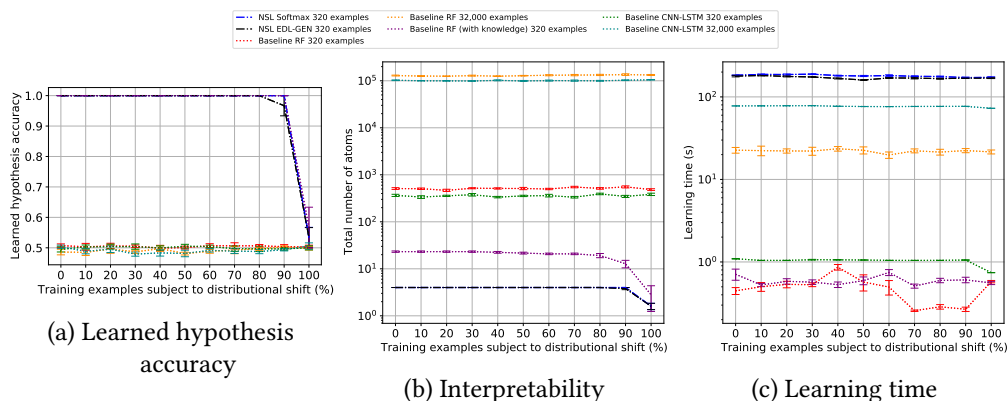 NSL Softmax 320 examples
NSL EDL-GEN 320 examples
Baseline RF 320 examples
Baseline RF 32,000 examples
Baseline RF (with knowledge) 320 examples
Baseline CNN-LSTM 320 examples
Baseline CNN-LSTM 32,000 examples
Learned hypothesis accuracy
1.0
0.9
0.8
0.7
0.6
0.5
0 10 20 30 40 50 60 70 80 90 100
Training examples subject to distributional shift (%)
(a) Learned hypothesis
accuracy
Total number of atoms
10^5
10^4
10^3
10^2
10^1
10^0
0 10 20 30 40 50 60 70 80 90 100
Training examples subject to distributional shift (%)
(b) Interpretability
Learning time (s)
10^2
10^1
10^0
0 10 20 30 40 50 60 70 80 90 100
Training examples subject to distributional shift (%)
(c) Learning time